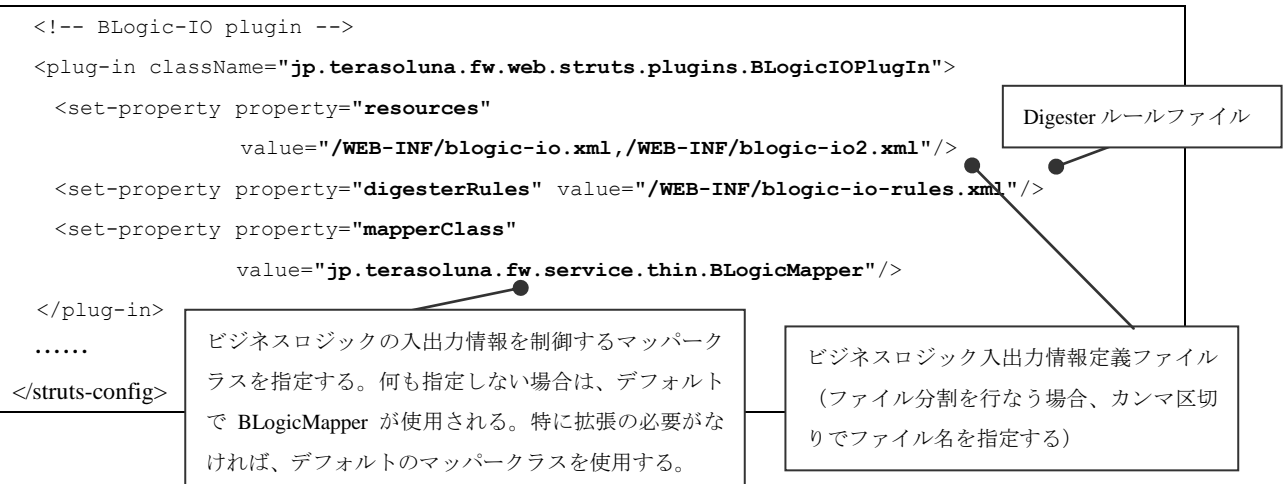 <!-- BLogic-IO plugin -->
<plug-in className="jp.terasoluna.fw.web.struts.plugins.BLogicIOPlugIn">
<set-property property="resources"
value="/WEB-INF/blogic-io.xml,/WEB-INF/blogic-io2.xml"/>
<set-property property="digesterRules" value="/WEB-INF/blogic-io-rules.xml"/>
<set-property property="mapperClass"
value="jp.terasoluna.fw.service.thin.BLogicMapper"/>
</plug-in>
……
</struts-config>
Digester ルールファイル
ビジネスロジックの入出力情報を制御するマッパーク
ラスを指定する。何も指定しない場合は、デフォルト
で BLogicMapper が使用される。特に拡張の必要がな
ければ、デフォルトのマッパークラスを使用する。
ビジネスロジック入出力情報定義ファイル
（ファイル分割を行なう場合、カンマ区切
りでファイル名を指定する）